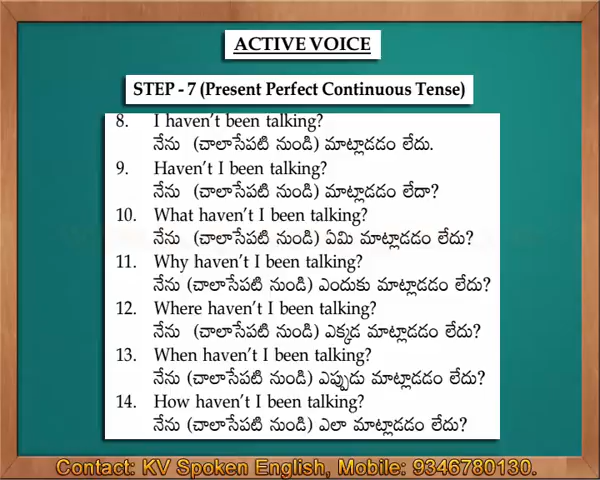 ACTIVE VOICE
STEP - 7 (Present Perfect Continuous Tense)
8. I haven't been talking?
నేను (చాలాసేపటి నుండి) మాట్లాడడం లేదు.
9. Haven't I been talking?
నేను (చాలాసేపటి నుండి) మాట్లాడడం లేదా?
10. What haven't I been talking?
నేను (చాలాసేపటి నుండి) ఏమి మాట్లాడడం లేదు?
11. Why haven't I been talking?
నేను (చాలాసేపటి నుండి) ఎందుకు మాట్లాడడం లేదు?
12. Where haven't I been talking?
నేను (చాలాసేపటి నుండి) ఎక్కడ మాట్లాడడం లేదు?
13. When haven't I been talking?
నేను (చాలాసేపటి నుండి) ఎప్పుడు మాట్లాడడం లేదు?
14. How haven't I been talking?
నేను (చాలాసేపటి నుండి) ఎలా మాట్లాడడం లేదు?
Contact: KV Spoken English, Mobile: 9346780130.